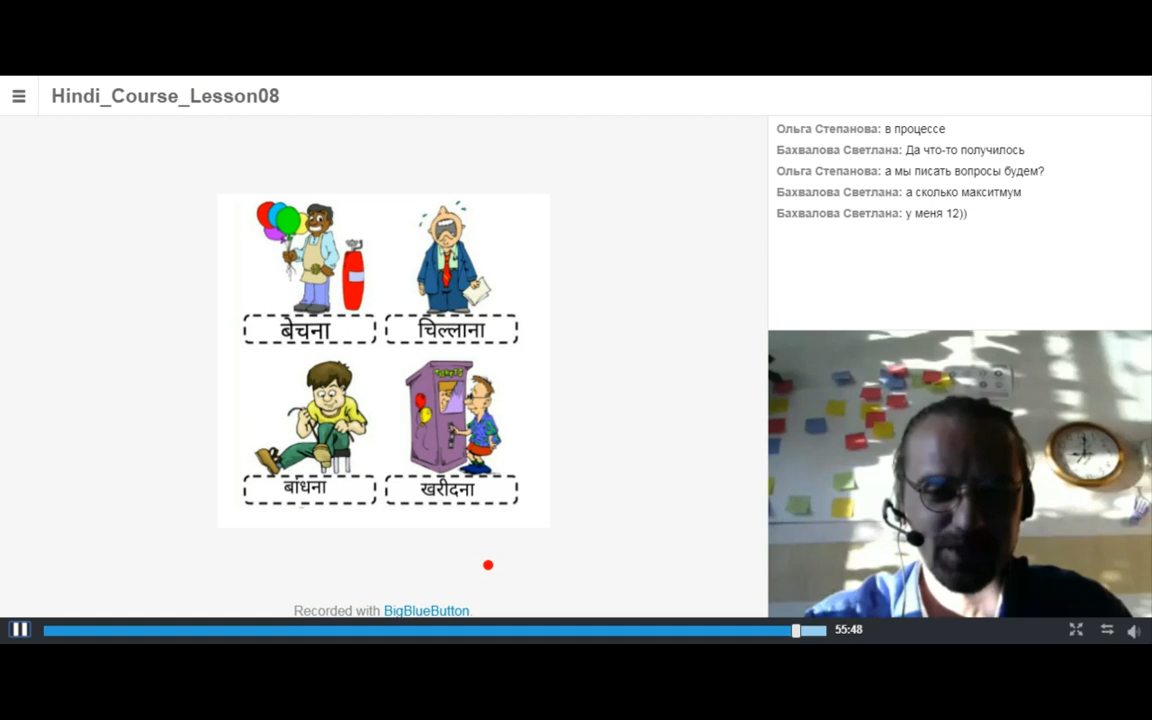 Hindi_Course_Lesson08
Ольга Степанова: в процессе
Бахвалова Светлана: Да что-то получилось
Ольга Степанова: а мы писать вопросы будем?
Бахвалова Светлана: а сколько макситмум
Бахвалова Светлана: у меня 12))
बेचना
चिल्लाना
बांधना
खरीदना
Recorded with BigBlueButton.
55:48